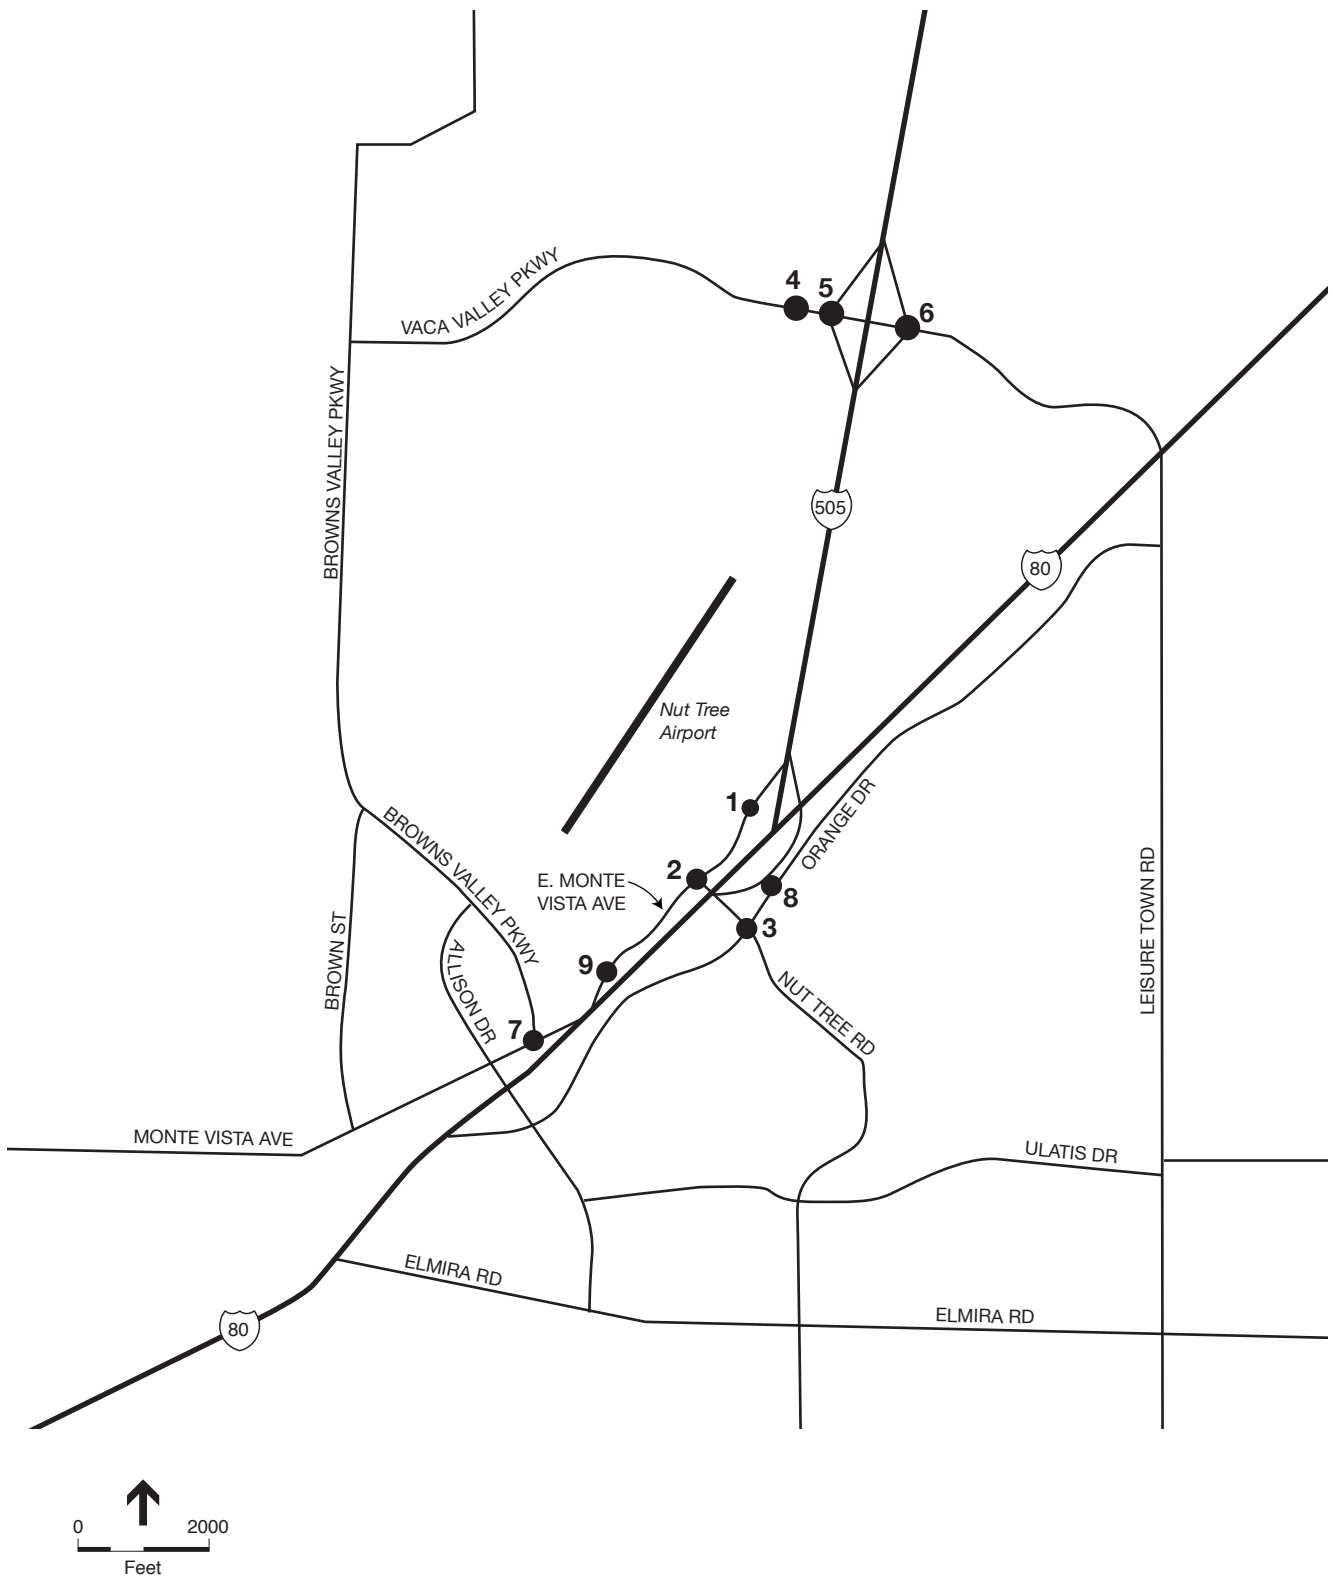 VACA VALLEY PKWY
4
5
6
BROWNS VALLEY PKWY
505
80
Nut Tree
Airport
1
ORANGE DR
BROWNS VALLEY PKWY
2
E. MONTE
VISTA AVE
8
3
LEISURE TOWN RD
BROWN ST
ALLISON DR
9
NUT TREE RD
7
MONTE VISTA AVE
ULATIS DR
ELMIRA RD
ELMIRA RD
80
0 2000
Feet